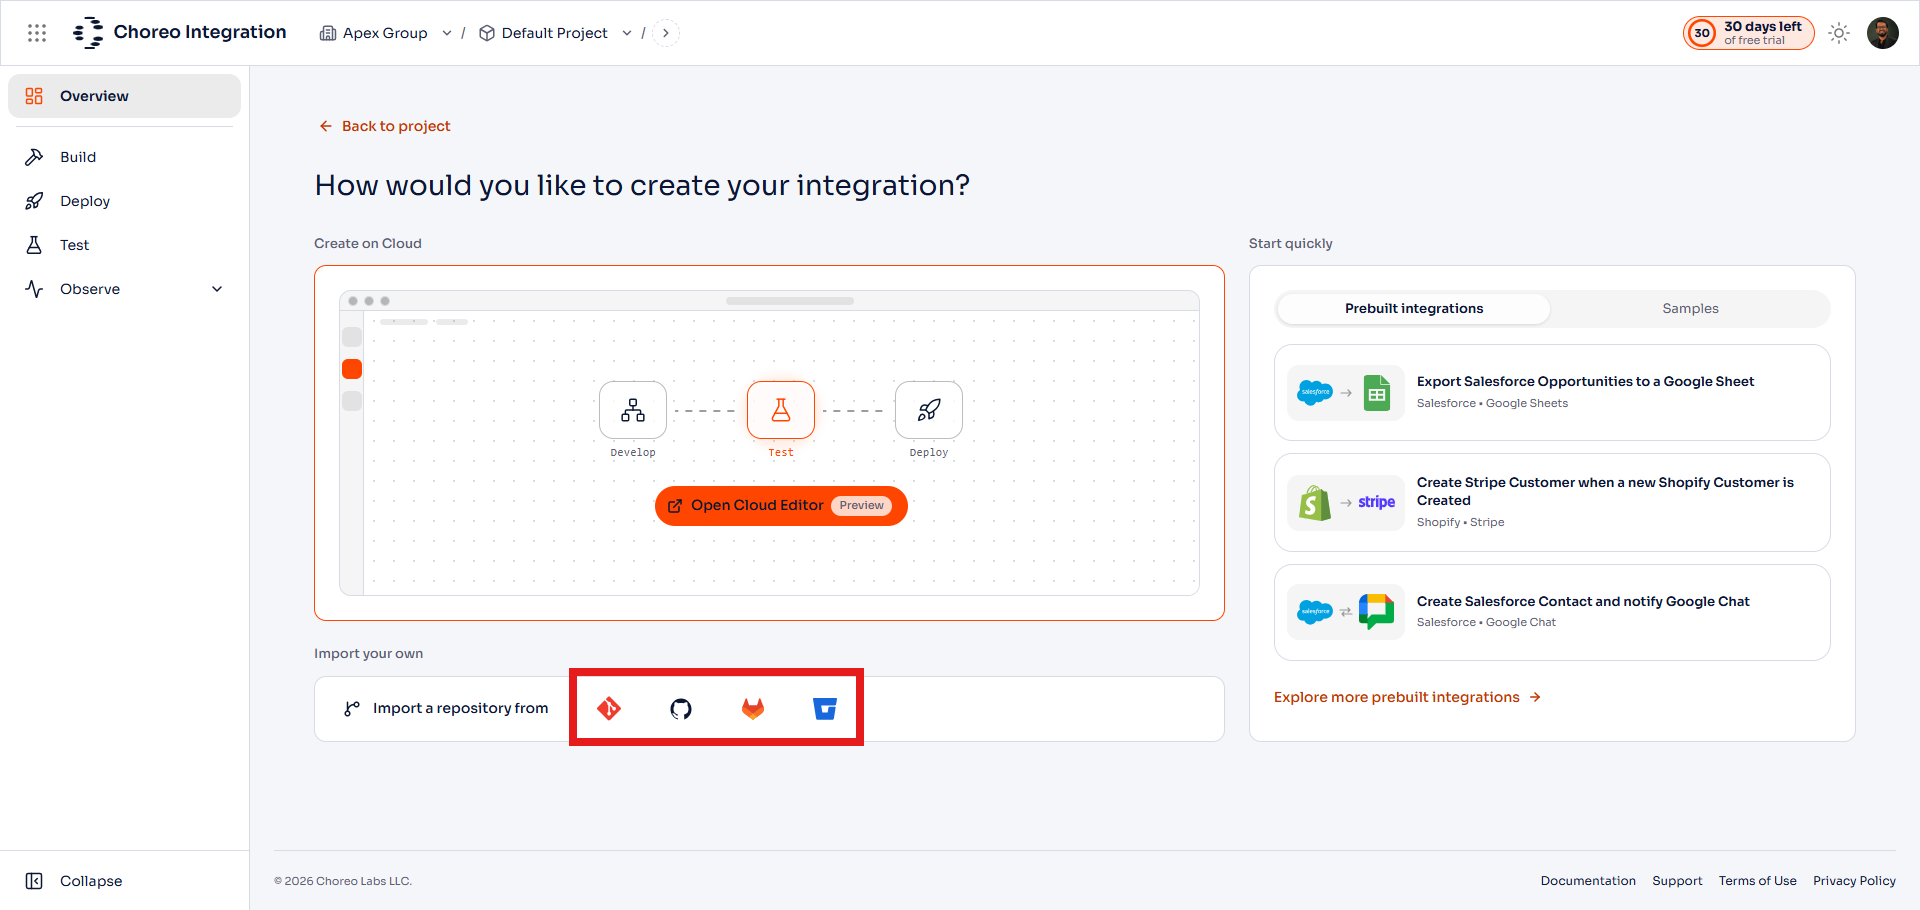 Choreo Integration
Apex Group
/
Default Project
/
30
30 days left
of free trial
Overview
Build
Deploy
Test
Observe
Collapse
Back to project
How would you like to create your integration?
Create on Cloud
Develop
Test
Deploy
Open Cloud Editor
Preview
Import your own
Import a repository from
Start quickly
Prebuilt integrations
Samples
salesforce
Export Salesforce Opportunities to a Google Sheet
Salesforce • Google Sheets
stripe
Create Stripe Customer when a new Shopify Customer is
Created
Shopify • Stripe
salesforce
Create Salesforce Contact and notify Google Chat
Salesforce • Google Chat
Explore more prebuilt integrations
© 2026 Choreo Labs LLC.
Documentation
Support
Terms of Use
Privacy Policy